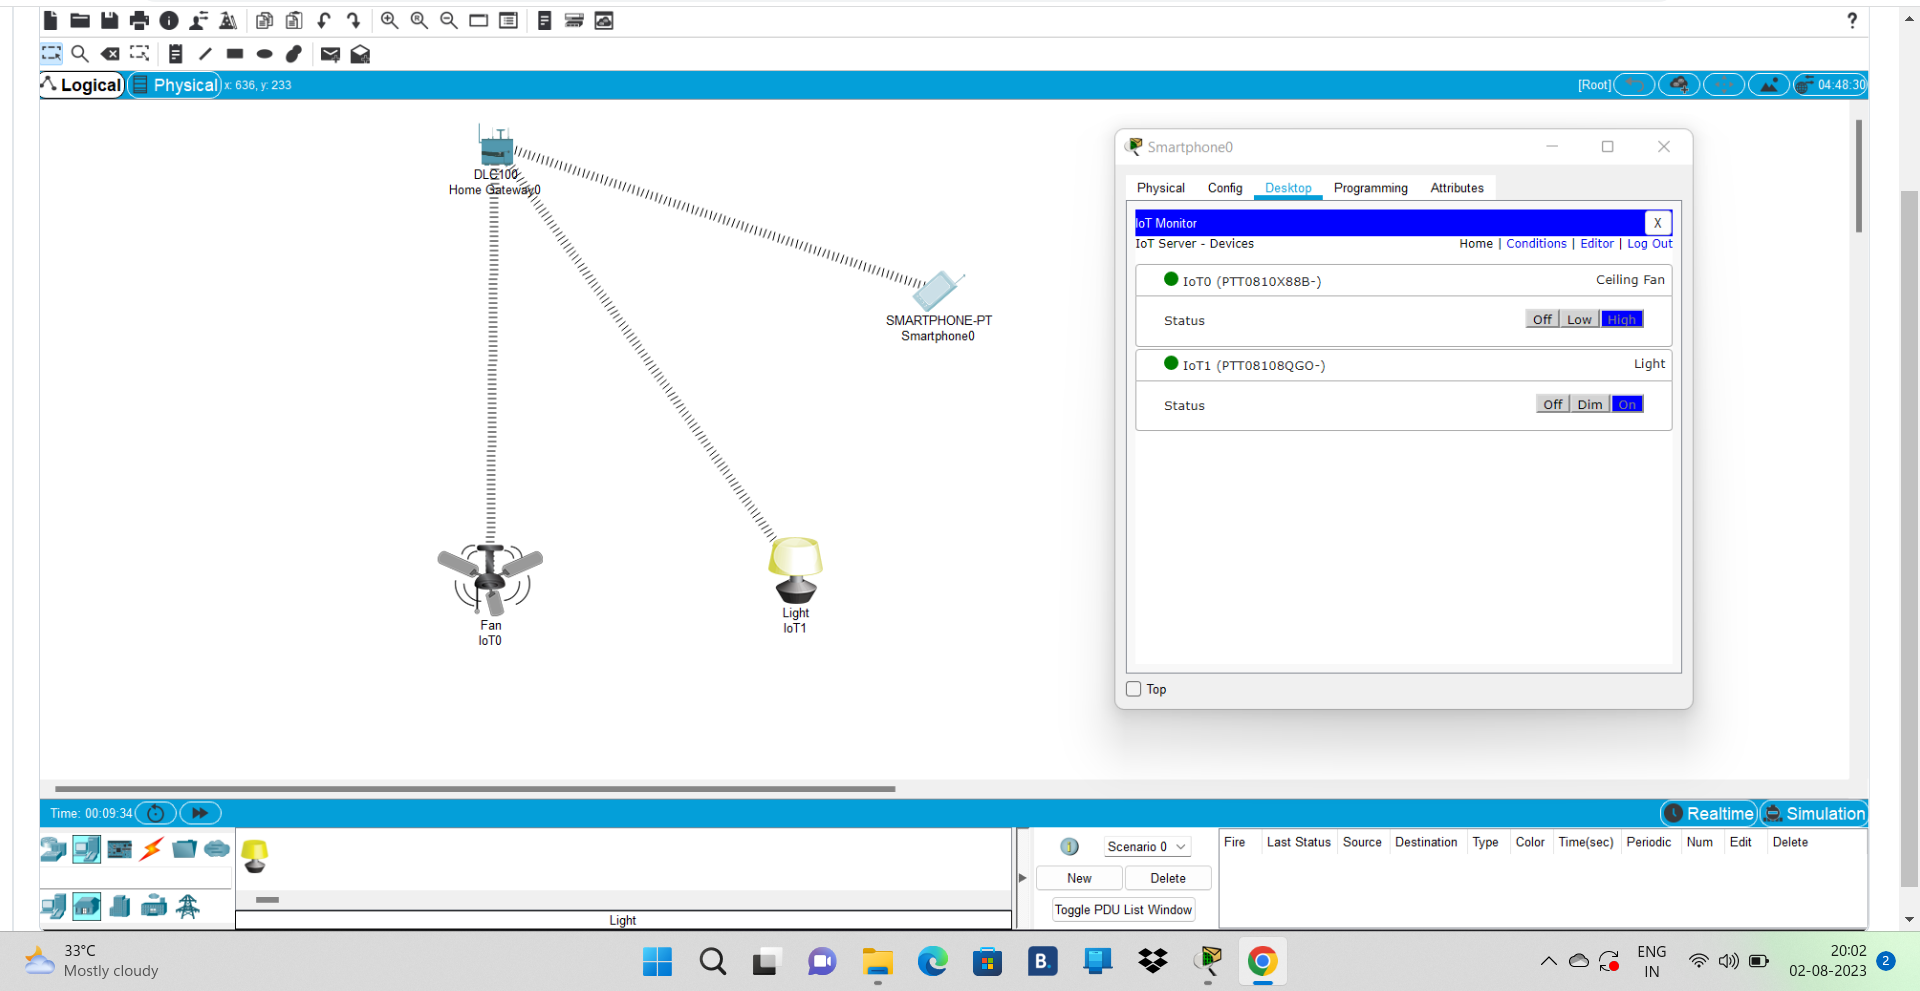 ?
Logical
Physical
x: 636, y: 233
[Root]
04:48:30
DLC100
Home Gateway0
SMARTPHONE-PT
Smartphone0
Fan
IoT0
Light
IoT1
Smartphone0
Physical Config Desktop Programming Attributes
IoT Monitor X
IoT Server - Devices Home | Conditions | Editor | Log Out
IoT0 (PTT0810X88B-) Ceiling Fan
Status Off Low High
IoT1 (PTT08108QGO-) Light
Status Off Dim On
Top
Time: 00:09:34
Realtime Simulation
Scenario 0
New Delete
Toggle PDU List Window
Fire Last Status Source Destination Type Color Time(sec) Periodic Num Edit Delete
Light
33°C
Mostly cloudy
B.
ENG
IN
20:02
02-08-2023
2